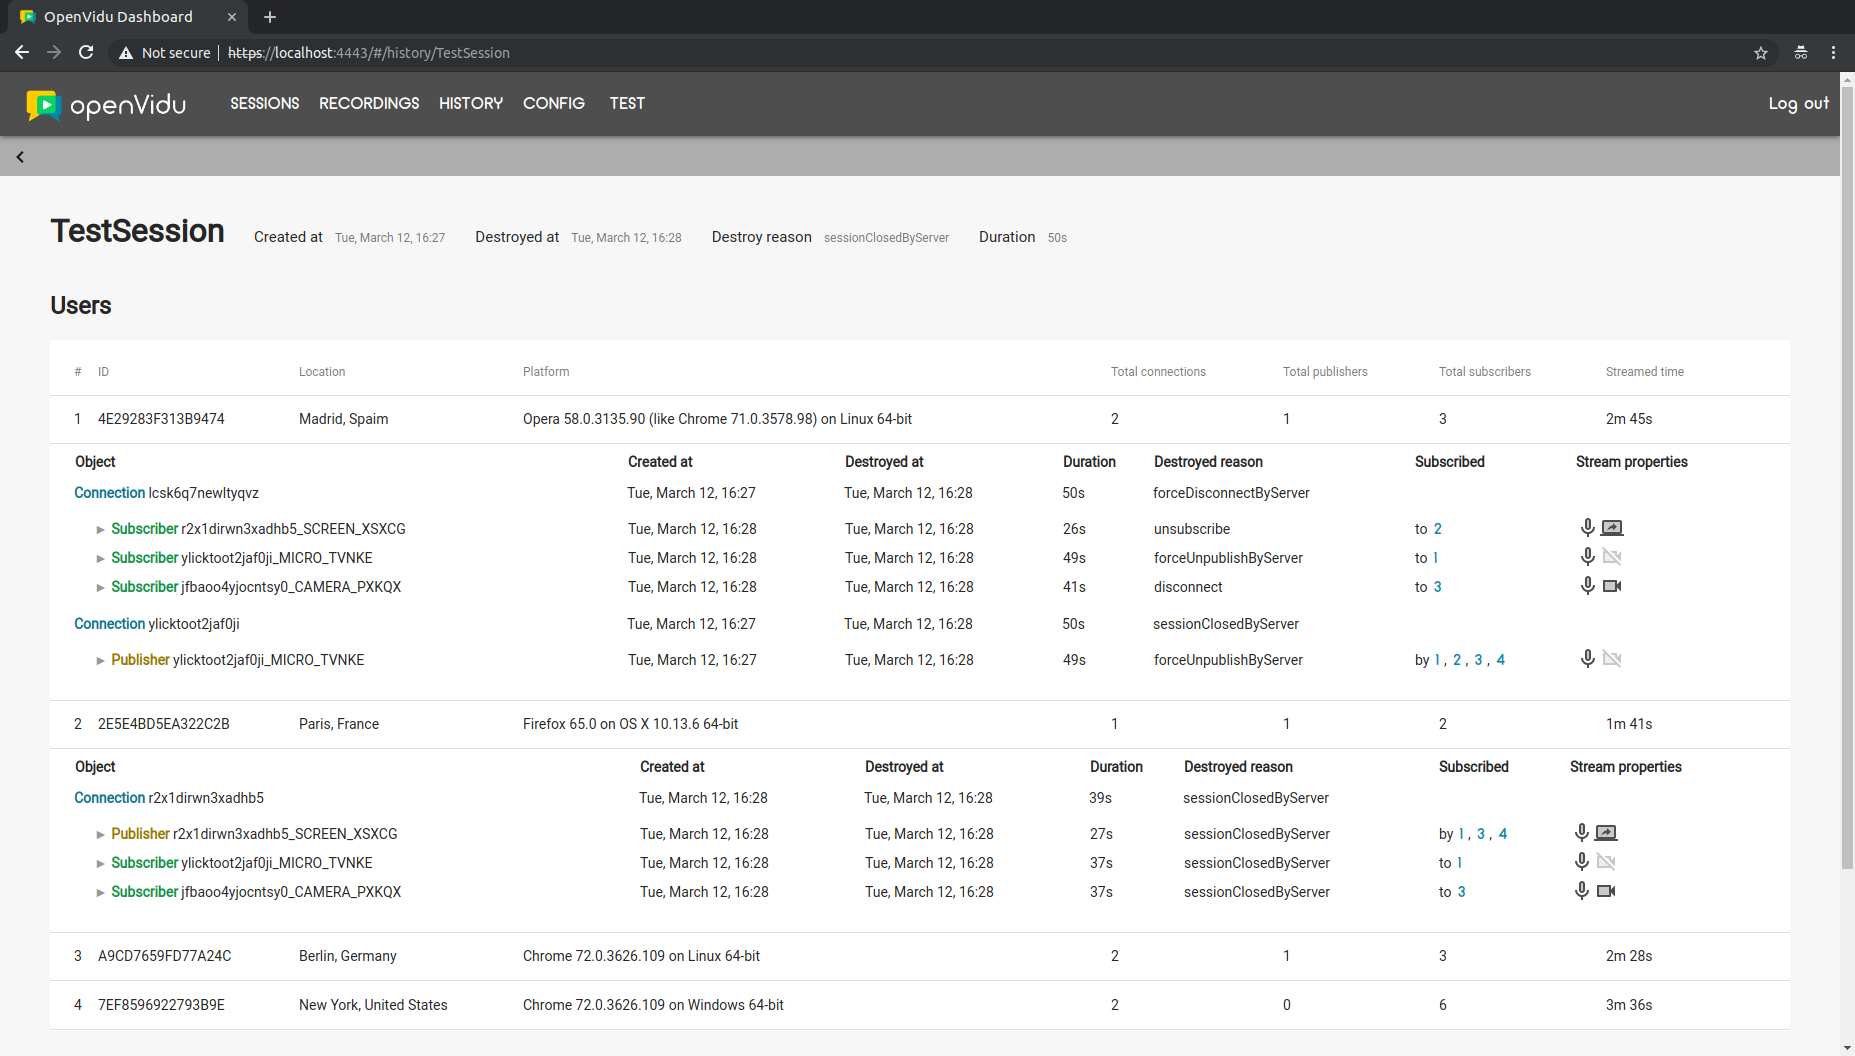 OpenVidu Dashboard
Not secure | https://localhost:4443/#/history/TestSession
openVidu SESSIONS RECORDINGS HISTORY CONFIG TEST Log out
TestSession Created at Tue, March 12, 16:27 Destroyed at Tue, March 12, 16:28 Destroy reason sessionClosedByServer Duration 50s
Users
# ID Location Platform Total connections Total publishers Total subscribers Streamed time
1 4E29283F313B9474 Madrid, Spaim Opera 58.0.3135.90 (like Chrome 71.0.3578.98) on Linux 64-bit 2 1 3 2m 45s
Object Created at Destroyed at Duration Destroyed reason Subscribed Stream properties
Connection lcsk6q7newltyqvz Tue, March 12, 16:27 Tue, March 12, 16:28 50s forceDisconnectByServer
Subscriber r2x1dirwn3xadhb5_SCREEN_XSXCG Tue, March 12, 16:28 Tue, March 12, 16:28 26s unsubscribe to 2
Subscriber ylicktoot2jaf0ji_MICRO_TVNKE Tue, March 12, 16:28 Tue, March 12, 16:28 49s forceUnpublishByServer to 1
Subscriber jfbaoo4yjocntsy0_CAMERA_PXKQX Tue, March 12, 16:28 Tue, March 12, 16:28 41s disconnect to 3
Connection ylicktoot2jaf0ji Tue, March 12, 16:27 Tue, March 12, 16:28 50s sessionClosedByServer
Publisher ylicktoot2jaf0ji_MICRO_TVNKE Tue, March 12, 16:27 Tue, March 12, 16:28 49s forceUnpublishByServer by 1 , 2 , 3 , 4
2 2E5E4BD5EA322C2B Paris, France Firefox 65.0 on OS X 10.13.6 64-bit 1 1 2 1m 41s
Object Created at Destroyed at Duration Destroyed reason Subscribed Stream properties
Connection r2x1dirwn3xadhb5 Tue, March 12, 16:28 Tue, March 12, 16:28 39s sessionClosedByServer
Publisher r2x1dirwn3xadhb5_SCREEN_XSXCG Tue, March 12, 16:28 Tue, March 12, 16:28 27s sessionClosedByServer by 1 , 3 , 4
Subscriber ylicktoot2jaf0ji_MICRO_TVNKE Tue, March 12, 16:28 Tue, March 12, 16:28 37s sessionClosedByServer to 1
Subscriber jfbaoo4yjocntsy0_CAMERA_PXKQX Tue, March 12, 16:28 Tue, March 12, 16:28 37s sessionClosedByServer to 3
3 A9CD7659FD77A24C Berlin, Germany Chrome 72.0.3626.109 on Linux 64-bit 2 1 3 2m 28s
4 7EF8596922793B9E New York, United States Chrome 72.0.3626.109 on Windows 64-bit 2 0 6 3m 36s